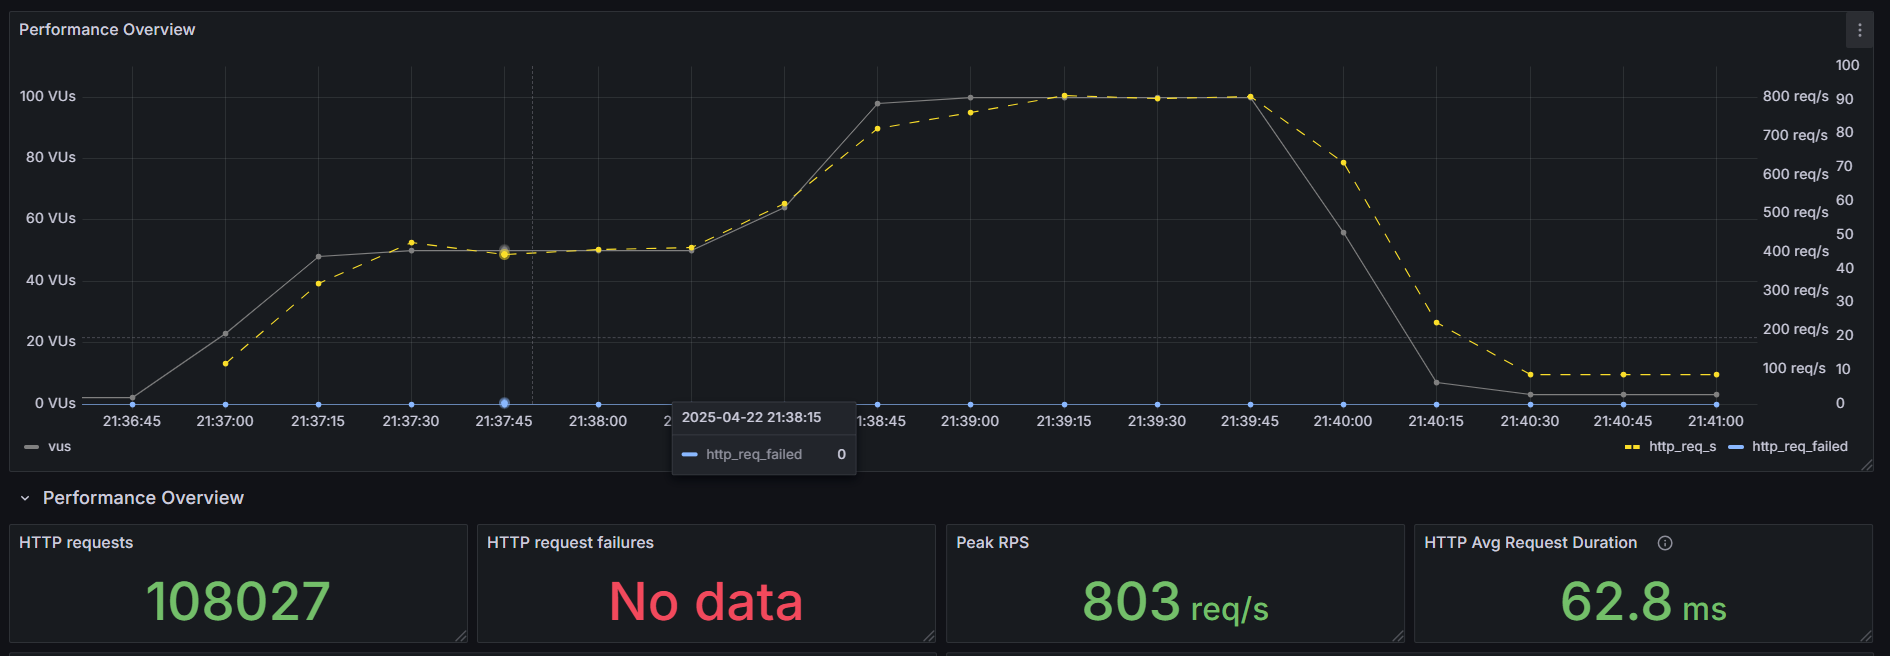 Performance Overview
100
100 VUs
800 req/s
90
80
700 req/s
80 VUs
70
600 req/s
60
60 VUs
500 req/s
50
400 req/s
40
40 VUs
300 req/s
30
20 VUs
200 req/s
20
100 req/s
10
0 VUs
0
21:36:45 21:37:00 21:37:15 21:37:30 21:37:45 21:38:00 2 1:38:45 21:39:00 21:39:15 21:39:30 21:39:45 21:40:00 21:40:15 21:40:30 21:40:45 21:41:00
2025-04-22 21:38:15
http_req_failed 0
vus
http_req_s http_req_failed
Performance Overview
HTTP requests
108027
HTTP request failures
No data
Peak RPS
803 req/s
HTTP Avg Request Duration
62.8 ms